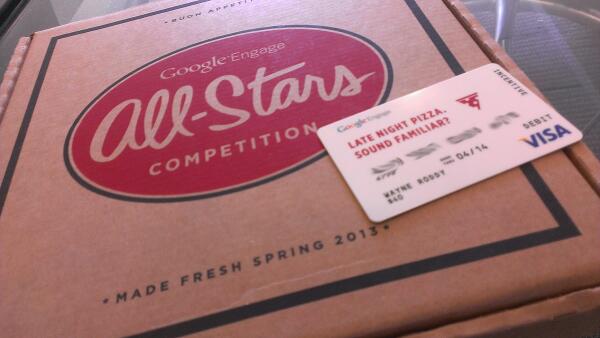 •BUON APPETIT
Google Engage
All-Stars
COMPETITION
•MADE FRESH SPRING 2013•
INCENTIVE
Google Engage
LATE NIGHT PIZZA.
SOUND FAMILIAR?
DEBIT
VISA
04/14
WAYNE RODDY
$40